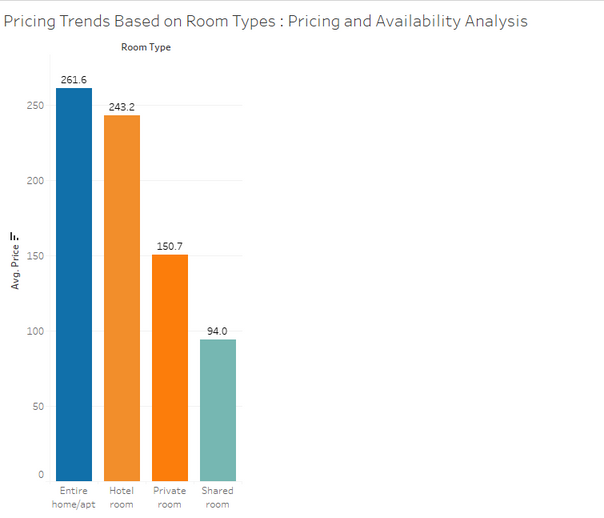 Pricing Trends Based on Room Types : Pricing and Availability Analysis
Room Type
261.6
243.2
150.7
94.0
250
200
150
100
50
0
Avg. Price
Entire home/apt
Hotel room
Private room
Shared room